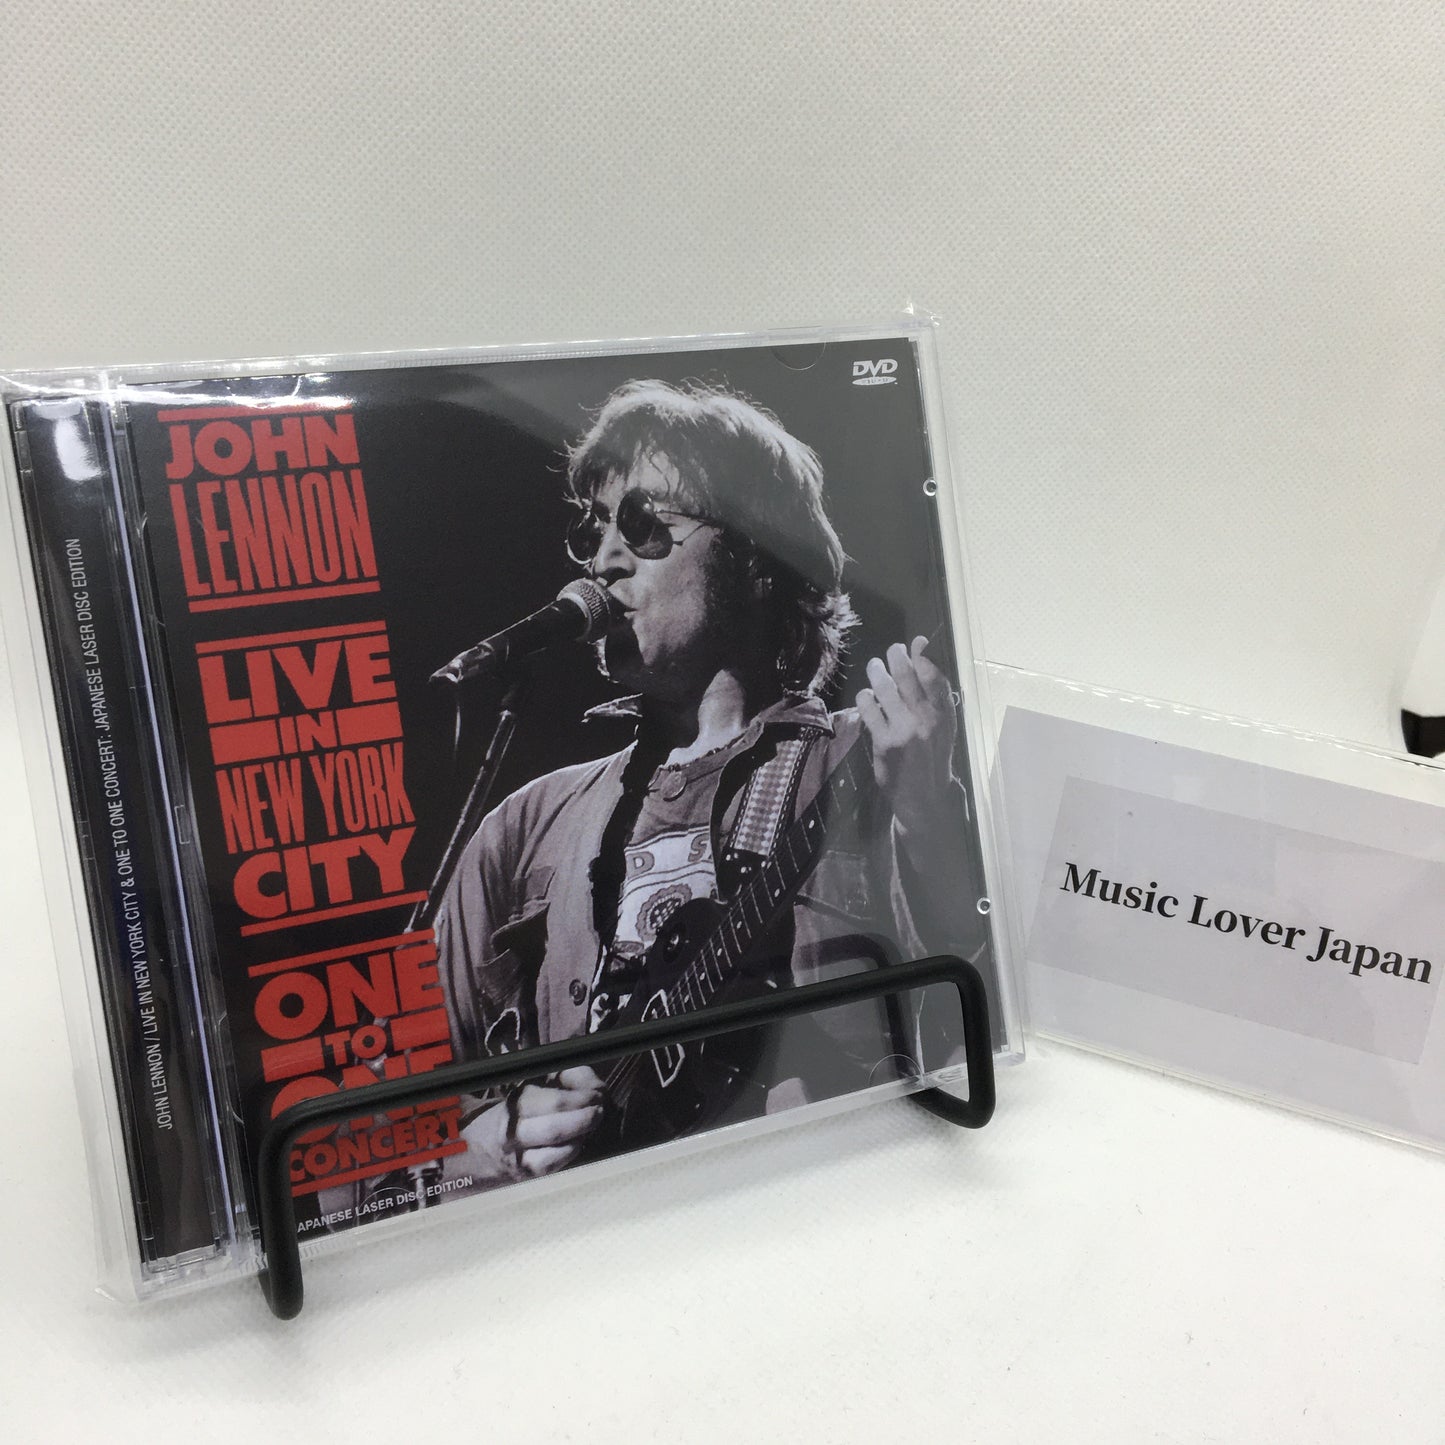 JOHN LENNON / LIVE IN NEW YORK CITY & ONE TO ONE CONCERT: JAPANESE LASER DISC EDITION
DVD
JOHN
LENNON
LIVE
IN
NEW YORK
CITY
ONE
TO
ONE
CONCERT
APANESE LASER DISC EDITION
D S
Music Lover Japan